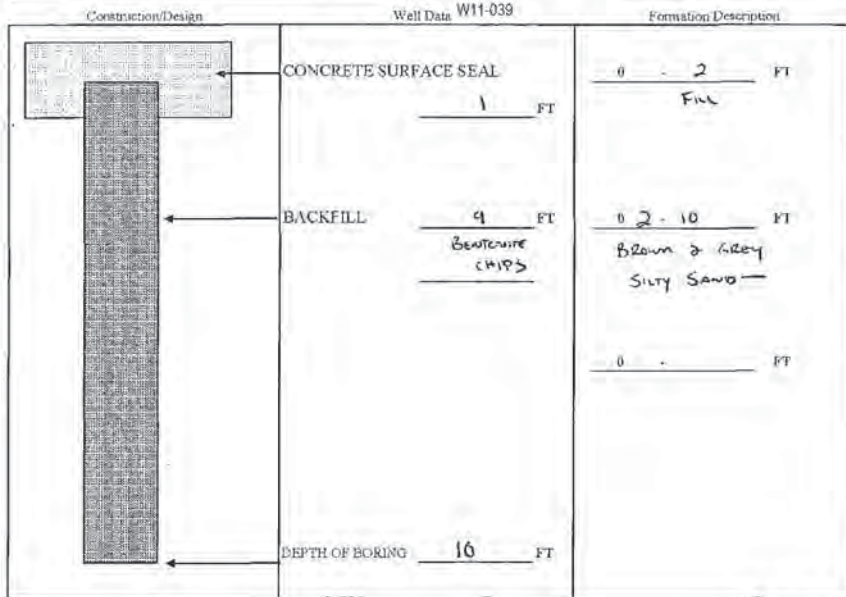 Construction/Design
Well Data W11-039
Formation Description
CONCRETE SURFACE SEAL
1 FT
0 - 2 FT
FILL
BACKFILL 9 FT
BENTONITE
CHIPS
0 2 - 10 FT
BROWN & GREY
SILTY SAND
0 - FT
DEPTH OF BORING 10 FT